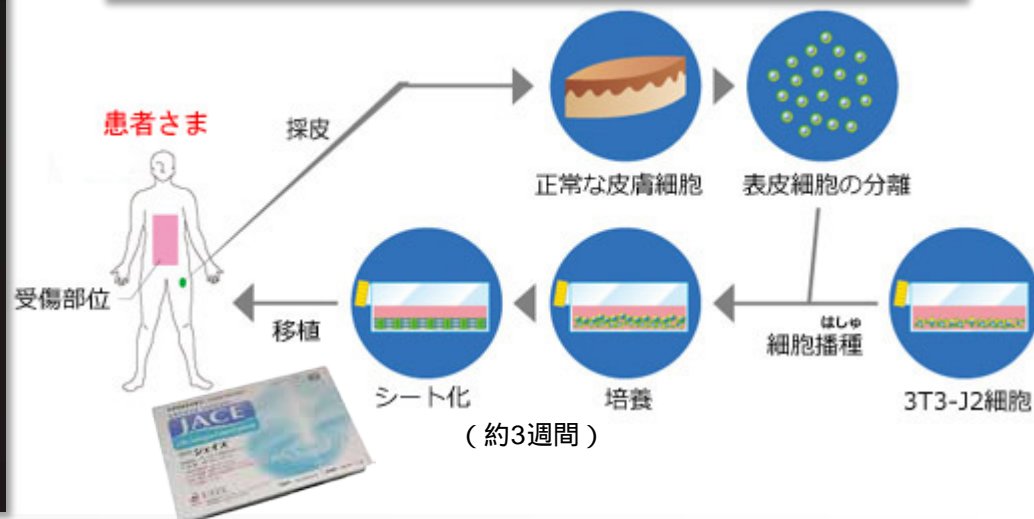 患者さま
採皮
正常な皮膚細胞
表皮細胞の分離
受傷部位
移植
シート化
培養
はしゅ
細胞播種
3T3-J2細胞
（約3週間）
JACE
ジェイス